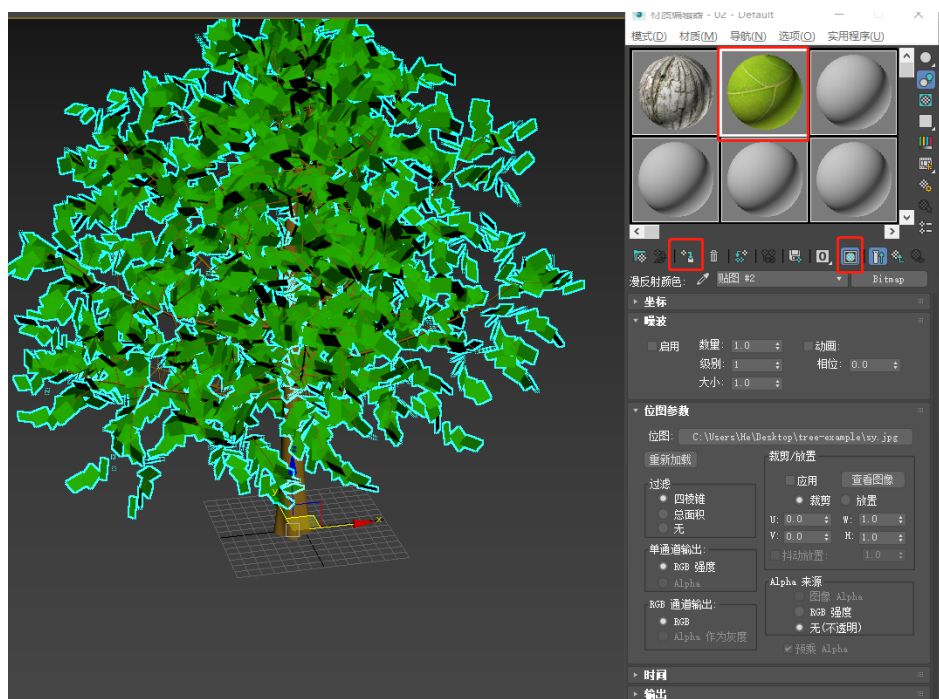 材质编辑器 - 02 - Default
模式(D) 材质(M) 导航(N) 选项(O) 实用程序(U)
0
漫反射颜色: 贴图 #2 Bitmap
坐标
噪波
启用 数量: 1.0 动画:
级别: 1 相位: 0.0
大小: 1.0
位图参数
位图: C:\Users\Ha\Desktop\tree-example\sy.jpg
重新加载
裁剪/放置
应用 查看图像
裁剪 放置
U: 0.0 W: 1.0
V: 0.0 H: 1.0
抖动放置: 1.0
过滤
四棱锥
总面积
无
单通道输出:
RGB 强度
Alpha
RGB 通道输出:
RGB
Alpha 作为灰度
Alpha 来源
图像 Alpha
RGB 强度
无(不透明)
预乘 Alpha
时间
输出
y
x